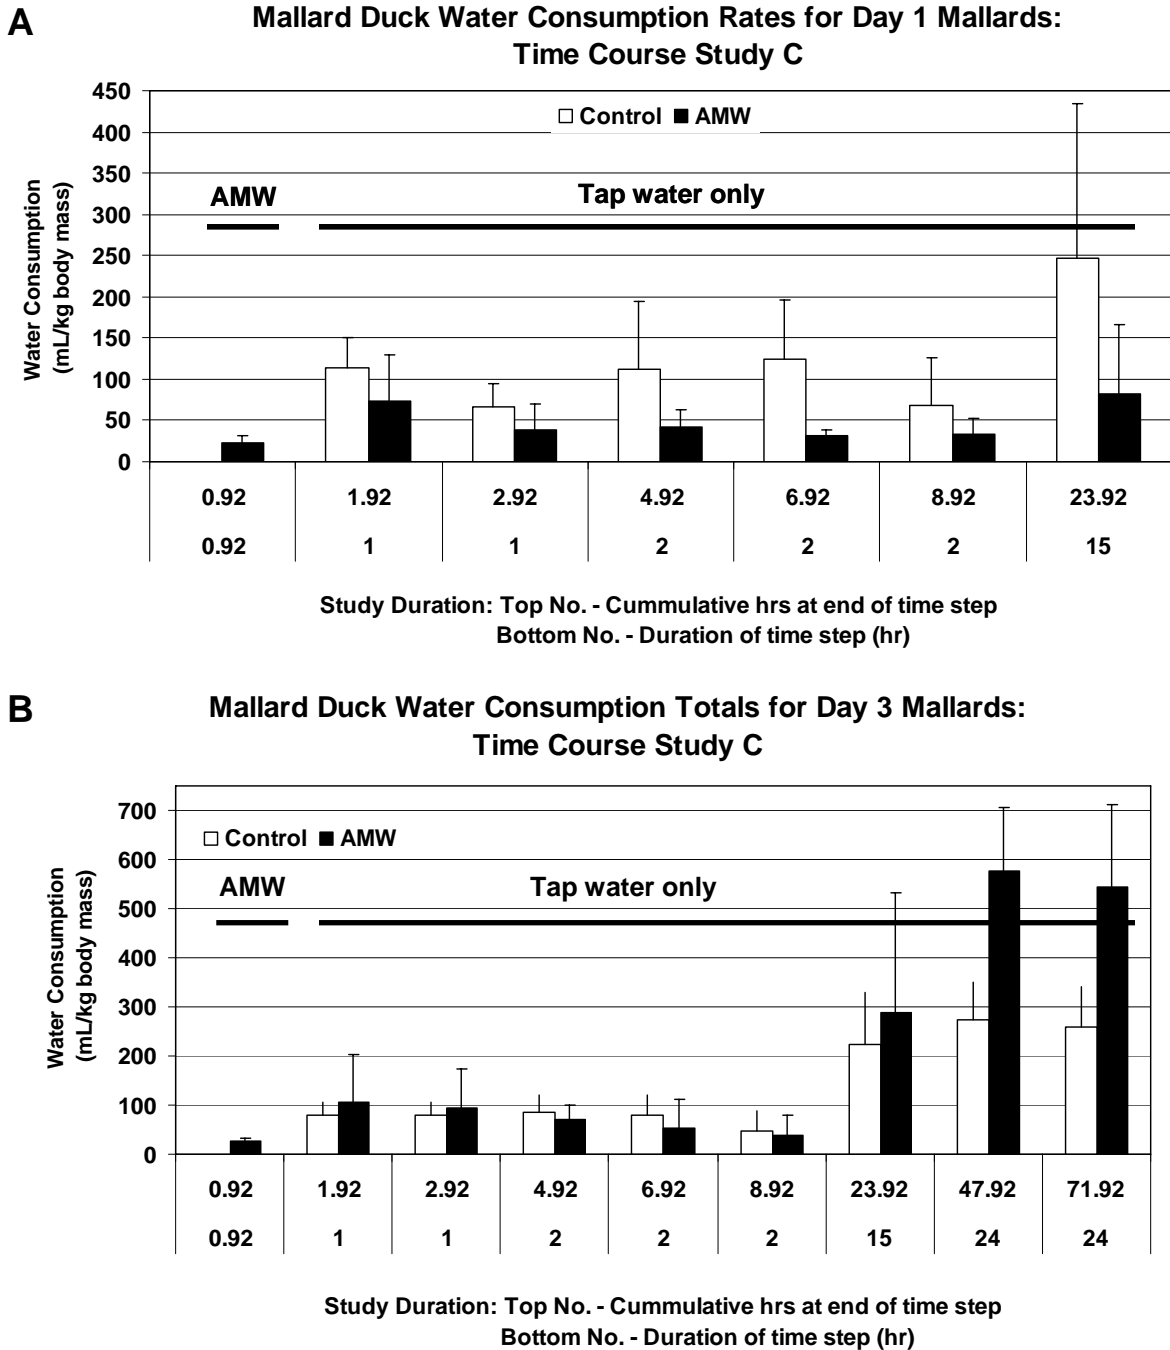 A
Mallard Duck Water Consumption Rates for Day 1 Mallards:
Time Course Study C
Water Consumption
(mL/kg body mass)
450
400
350
300
250
200
150
100
50
0
Control AMW
AMW
Tap water only
0.92 1.92 2.92 4.92 6.92 8.92 23.92
0.92 1 1 2 2 2 15
Study Duration: Top No. - Cummulative hrs at end of time step
Bottom No. - Duration of time step (hr)
B
Mallard Duck Water Consumption Totals for Day 3 Mallards:
Time Course Study C
Water Consumption
(mL/kg body mass)
700
600
500
400
300
200
100
0
Control AMW
AMW
Tap water only
0.92 1.92 2.92 4.92 6.92 8.92 23.92 47.92 71.92
0.92 1 1 2 2 2 15 24 24
Study Duration: Top No. - Cummulative hrs at end of time step
Bottom No. - Duration of time step (hr)